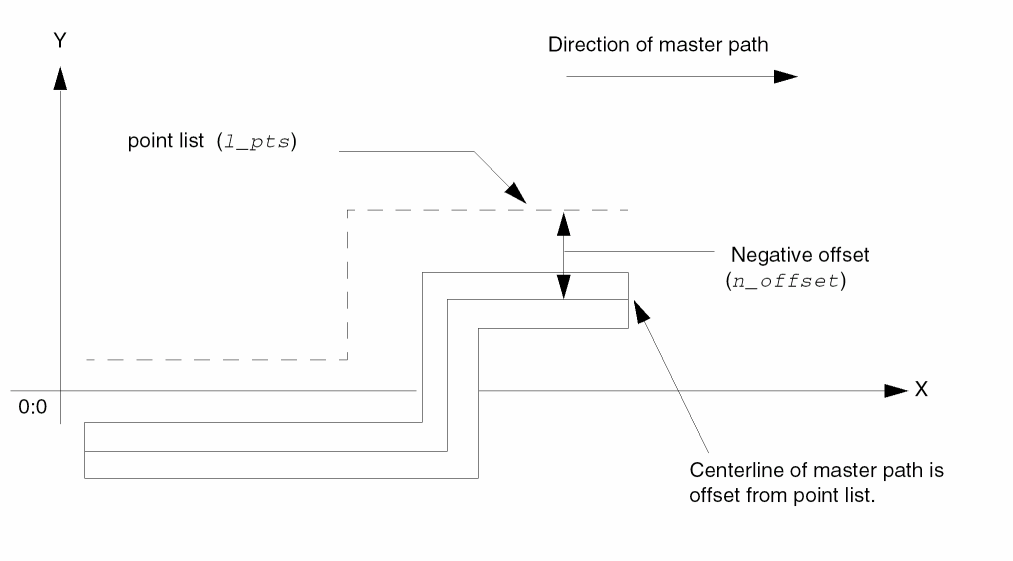 Y
Direction of master path
point list (l_pts)
Negative offset
(n_offset)
X
0:0
Centerline of master path is
offset from point list.